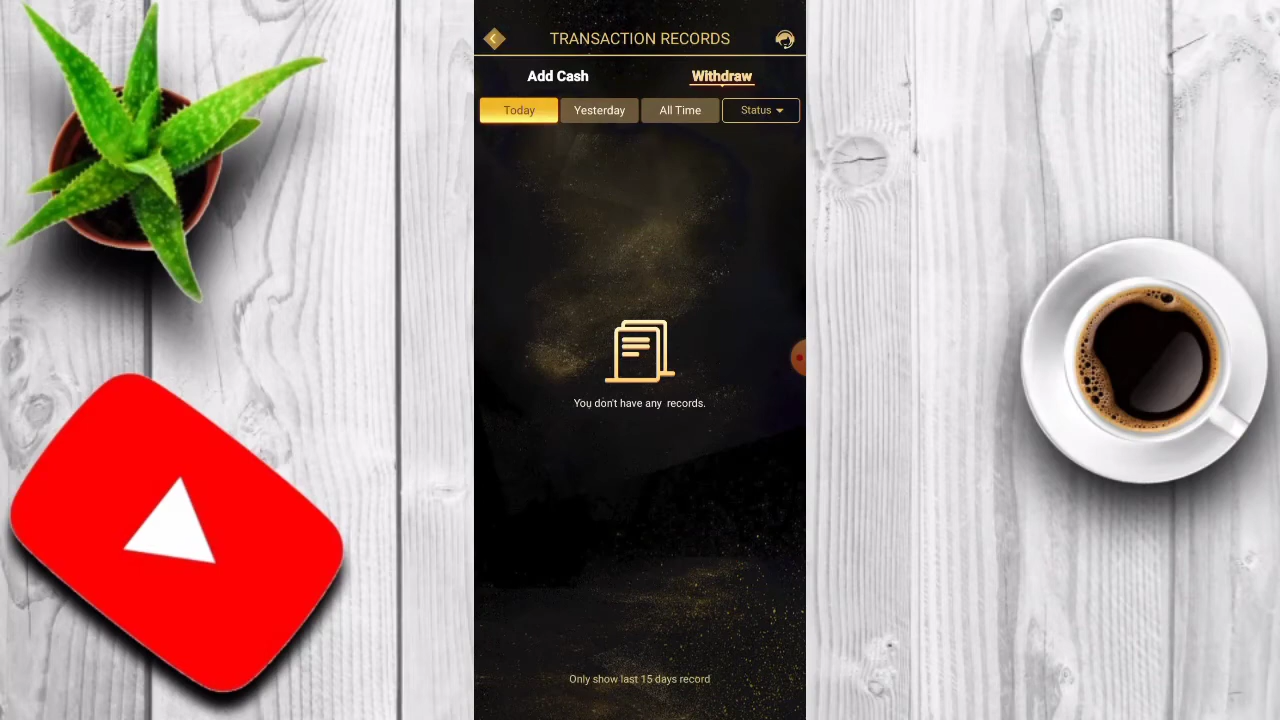 TRANSACTION RECORDS
Add Cash Withdraw
Today Yesterday All Time Status
You don't have any records.
Only show last 15 days record